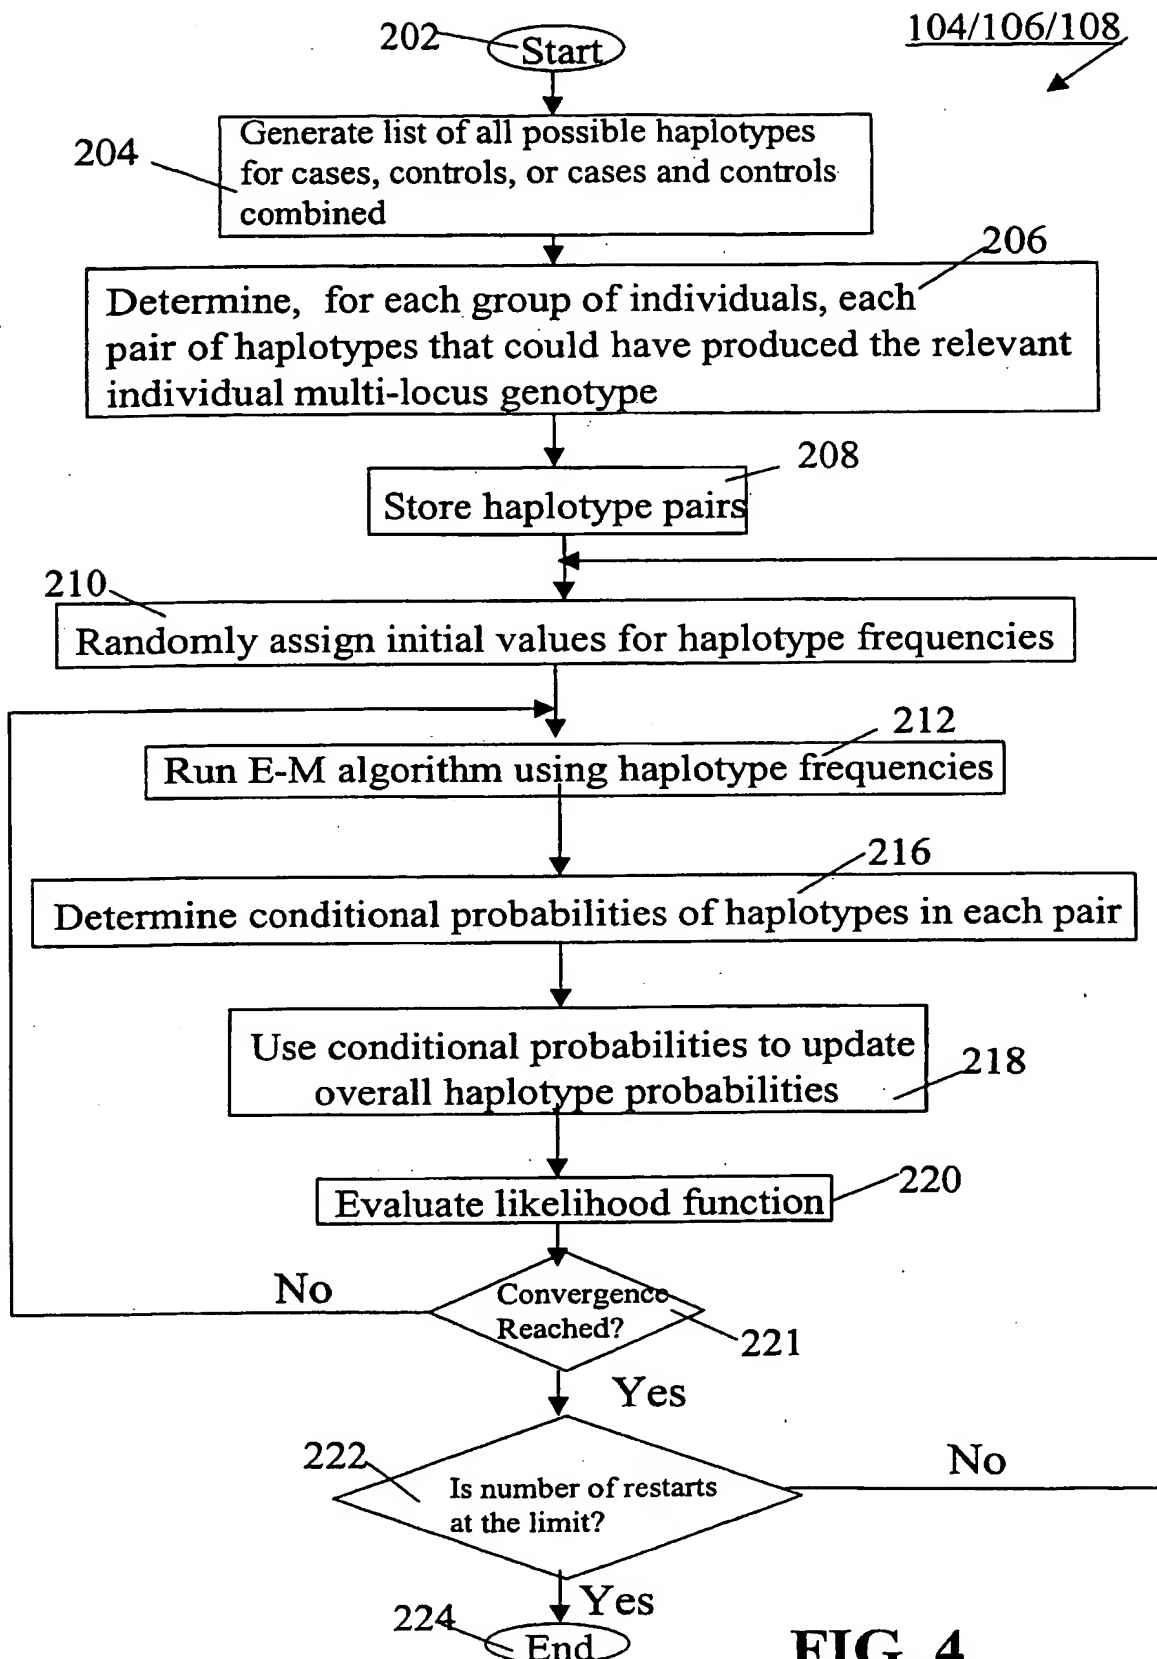 202
Start
104/106/108
204
Generate list of all possible haplotypes
for cases, controls, or cases and controls
combined
206
Determine, for each group of individuals, each
pair of haplotypes that could have produced the relevant
individual multi-locus genotype
208
Store haplotype pairs
210
Randomly assign initial values for haplotype frequencies
212
Run E-M algorithm using haplotype frequencies
216
Determine conditional probabilities of haplotypes in each pair
Use conditional probabilities to update
overall haplotype probabilities
218
220
Evaluate likelihood function
No
Convergence
Reached?
221
Yes
222
Is number of restarts
at the limit?
No
Yes
224
End
FIG. 4